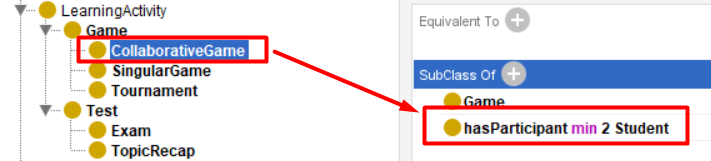 LearningActivity
Game
CollaborativeGame
SingularGame
Tournament
Test
Exam
TopicRecap
Equivalent To
SubClass Of
Game
hasParticipant min 2 Student